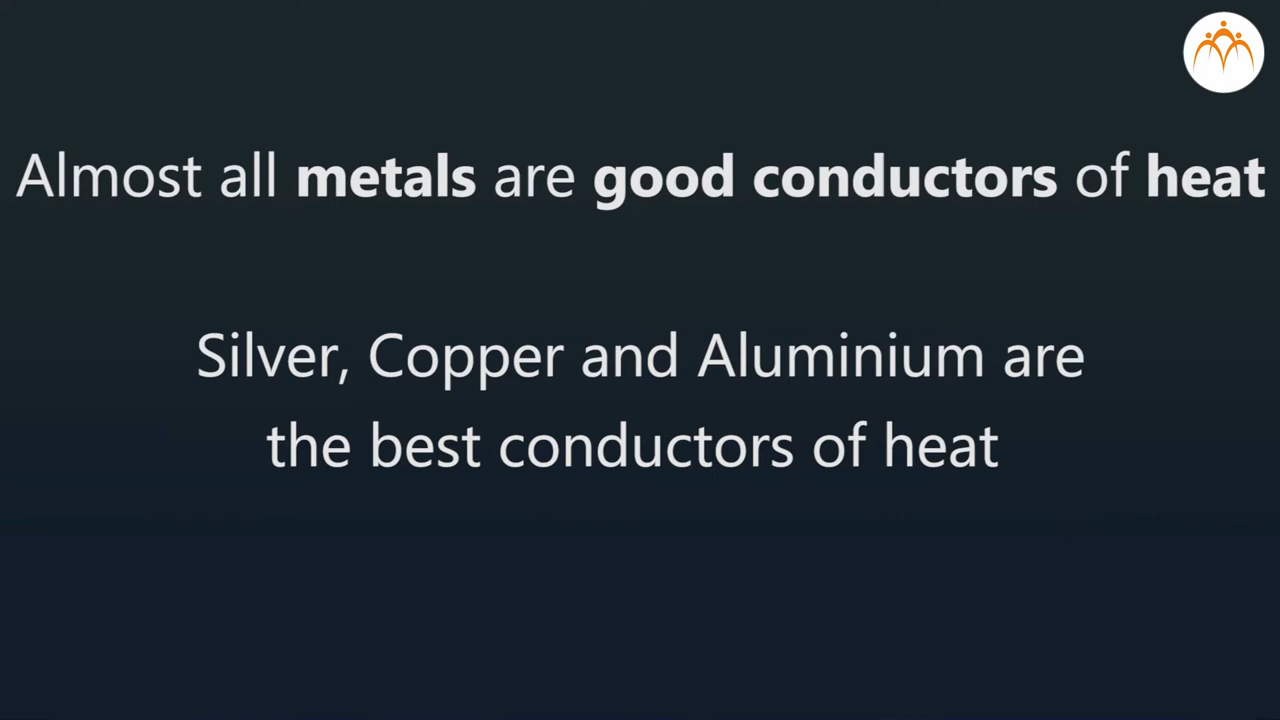 Almost all metals are good conductors of heat
Silver, Copper and Aluminium are
the best conductors of heat